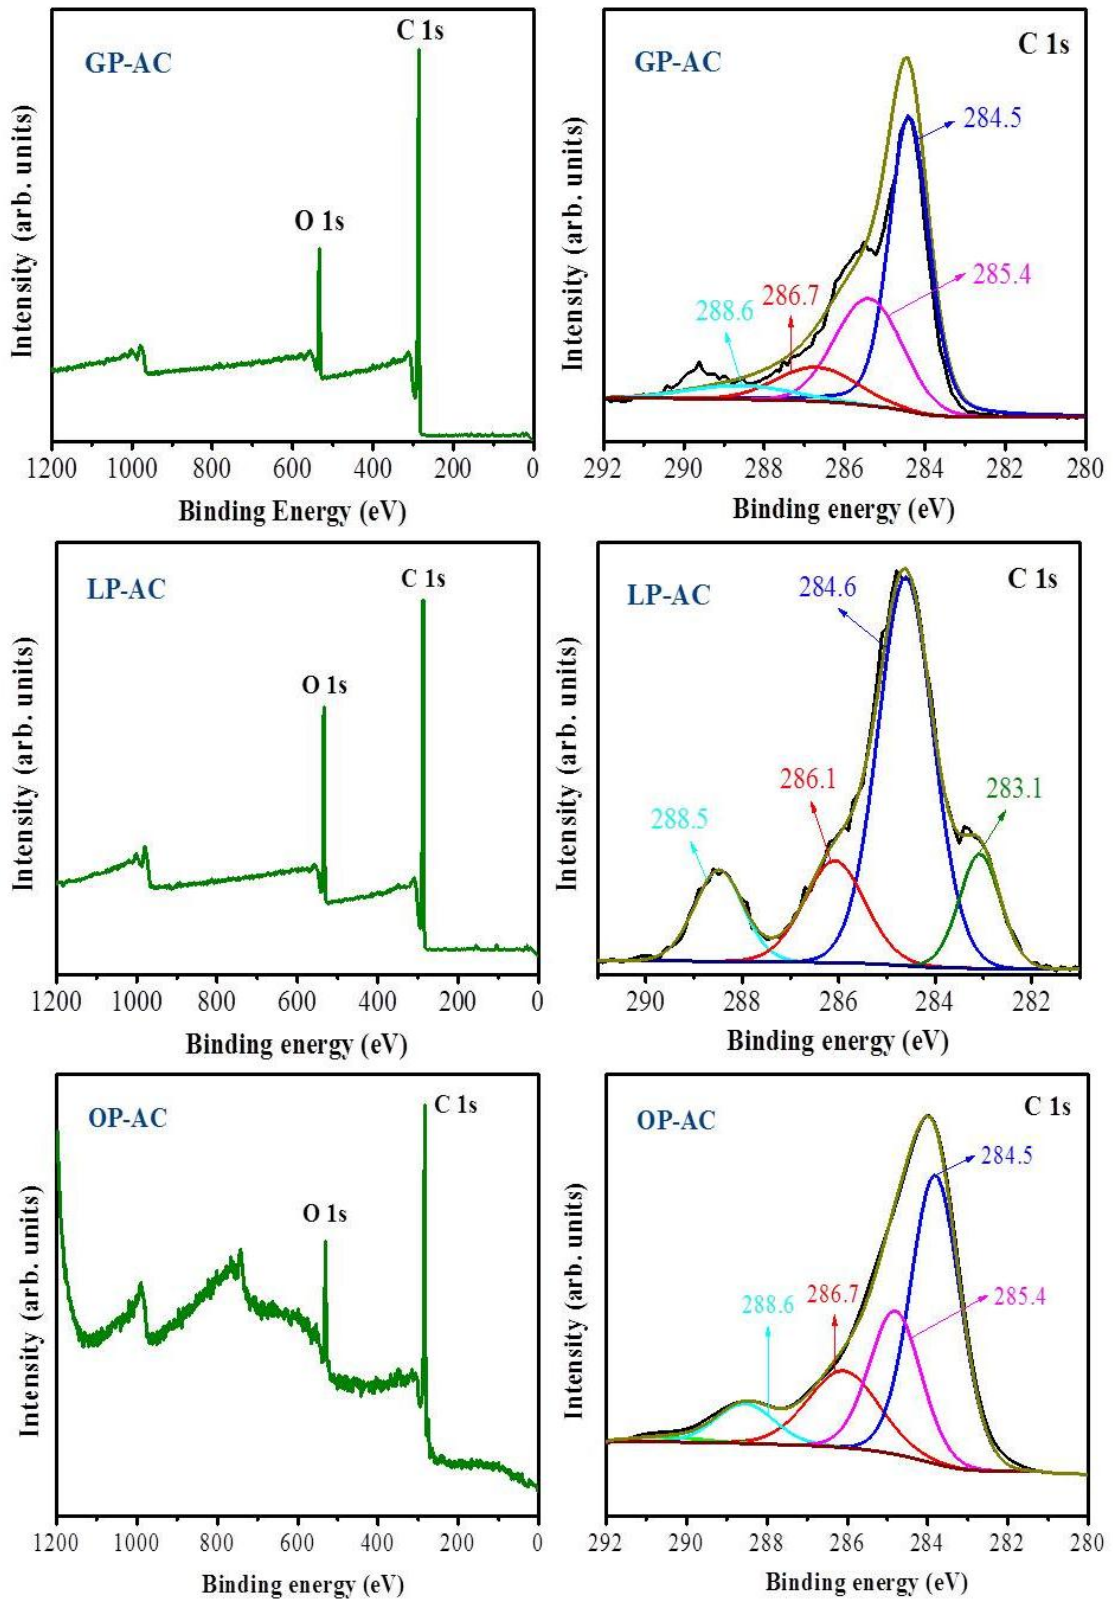 GP-AC
C 1s
O 1s
Intensity (arb. units)
1200 1000 800 600 400 200 0
Binding Energy (eV)
GP-AC
C 1s
284.5
285.4
286.7
288.6
Intensity (arb. units)
292 290 288 286 284 282 280
Binding energy (eV)
LP-AC
C 1s
O 1s
Intensity (arb. units)
1200 1000 800 600 400 200 0
Binding energy (eV)
LP-AC
C 1s
284.6
286.1
283.1
288.5
Intensity (arb. units)
290 288 286 284 282
Binding energy (eV)
OP-AC
C 1s
O 1s
Intensity (arb. units)
1200 1000 800 600 400 200 0
Binding energy (eV)
OP-AC
C 1s
284.5
288.6
286.7
285.4
Intensity (arb. units)
292 290 288 286 284 282 280
Binding energy (eV)